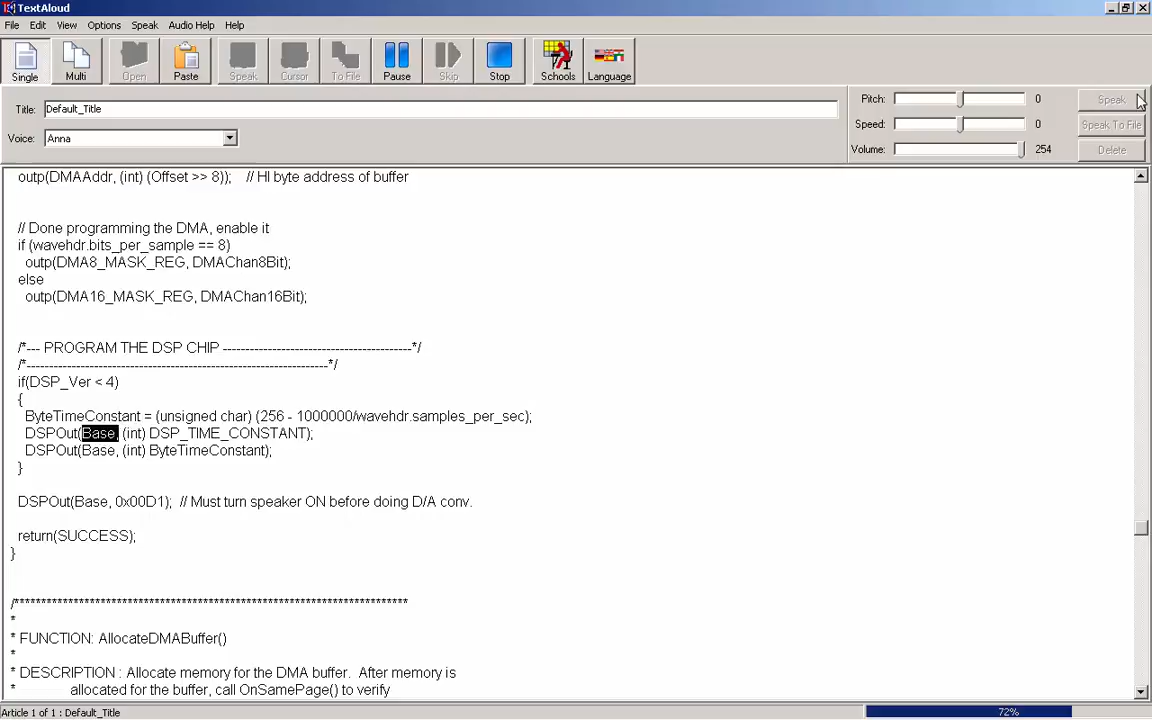 TextAloud
File Edit View Options Speak Audio Help Help
Single Multi Open Paste Speak Cursor To File Pause Skip Stop Schools Language
Title: Default_Title
Voice: Anna
Pitch: 0 Speak
Speed: 0 Speak To File
Volume: 254 Delete
outp(DMAAddr, (int) (Offset >> 8)); // HI byte address of buffer
// Done programming the DMA, enable it
if (wavehdr.bits_per_sample == 8)
outp(DMA8_MASK_REG, DMAChan8Bit);
else
outp(DMA16_MASK_REG, DMAChan16Bit);
/*--- PROGRAM THE DSP CHIP ------------------------------------------*/
/*-------------------------------------------------------------------*/
if(DSP_Ver < 4)
{
ByteTimeConstant = (unsigned char) (256 - 1000000/wavehdr.samples_per_sec);
DSPOut(Base, (int) DSP_TIME_CONSTANT);
DSPOut(Base, (int) ByteTimeConstant);
}
DSPOut(Base, 0x00D1); // Must turn speaker ON before doing D/A conv.
return(SUCCESS);
}
/**************************************************************************
*
* FUNCTION: AllocateDMABuffer()
*
* DESCRIPTION : Allocate memory for the DMA buffer. After memory is
* allocated for the buffer, call OnSamePage() to verify
Article 1 of 1 : Default_Title 72%